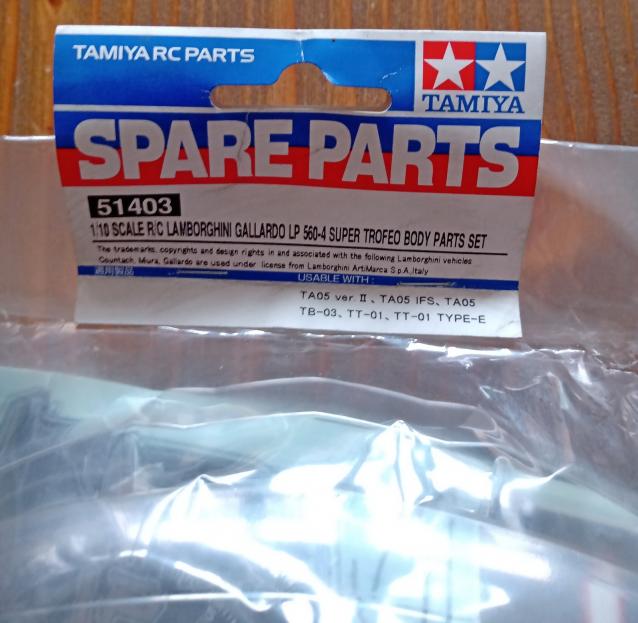 TAMIYA RC PARTS
TAMIYA
SPARE PARTS
51403
1/10 SCALE R/C LAMBORGHINI GALLARDO LP 560-4 SUPER TROFEO BODY PARTS SET
The trademarks, copyrights and design rights in and associated with the following Lamborghini vehicles
Countach, Miura, Gallardo are used under license from Lamborghini ArtiMarca S.p.A, Italy
適用製品 USABLE WITH :
TA05 ver.Ⅱ、TA05 IFS、TA05
TB-03、TT-01、TT-01 TYPE-E